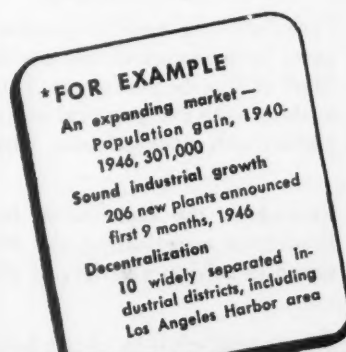 *FOR EXAMPLE
An expanding market—
Population gain, 1940-
1946, 301,000
Sound industrial growth
206 new plants announced
first 9 months, 1946
Decentralization
10 widely separated in-
dustrial districts, including
Los Angeles Harbor area